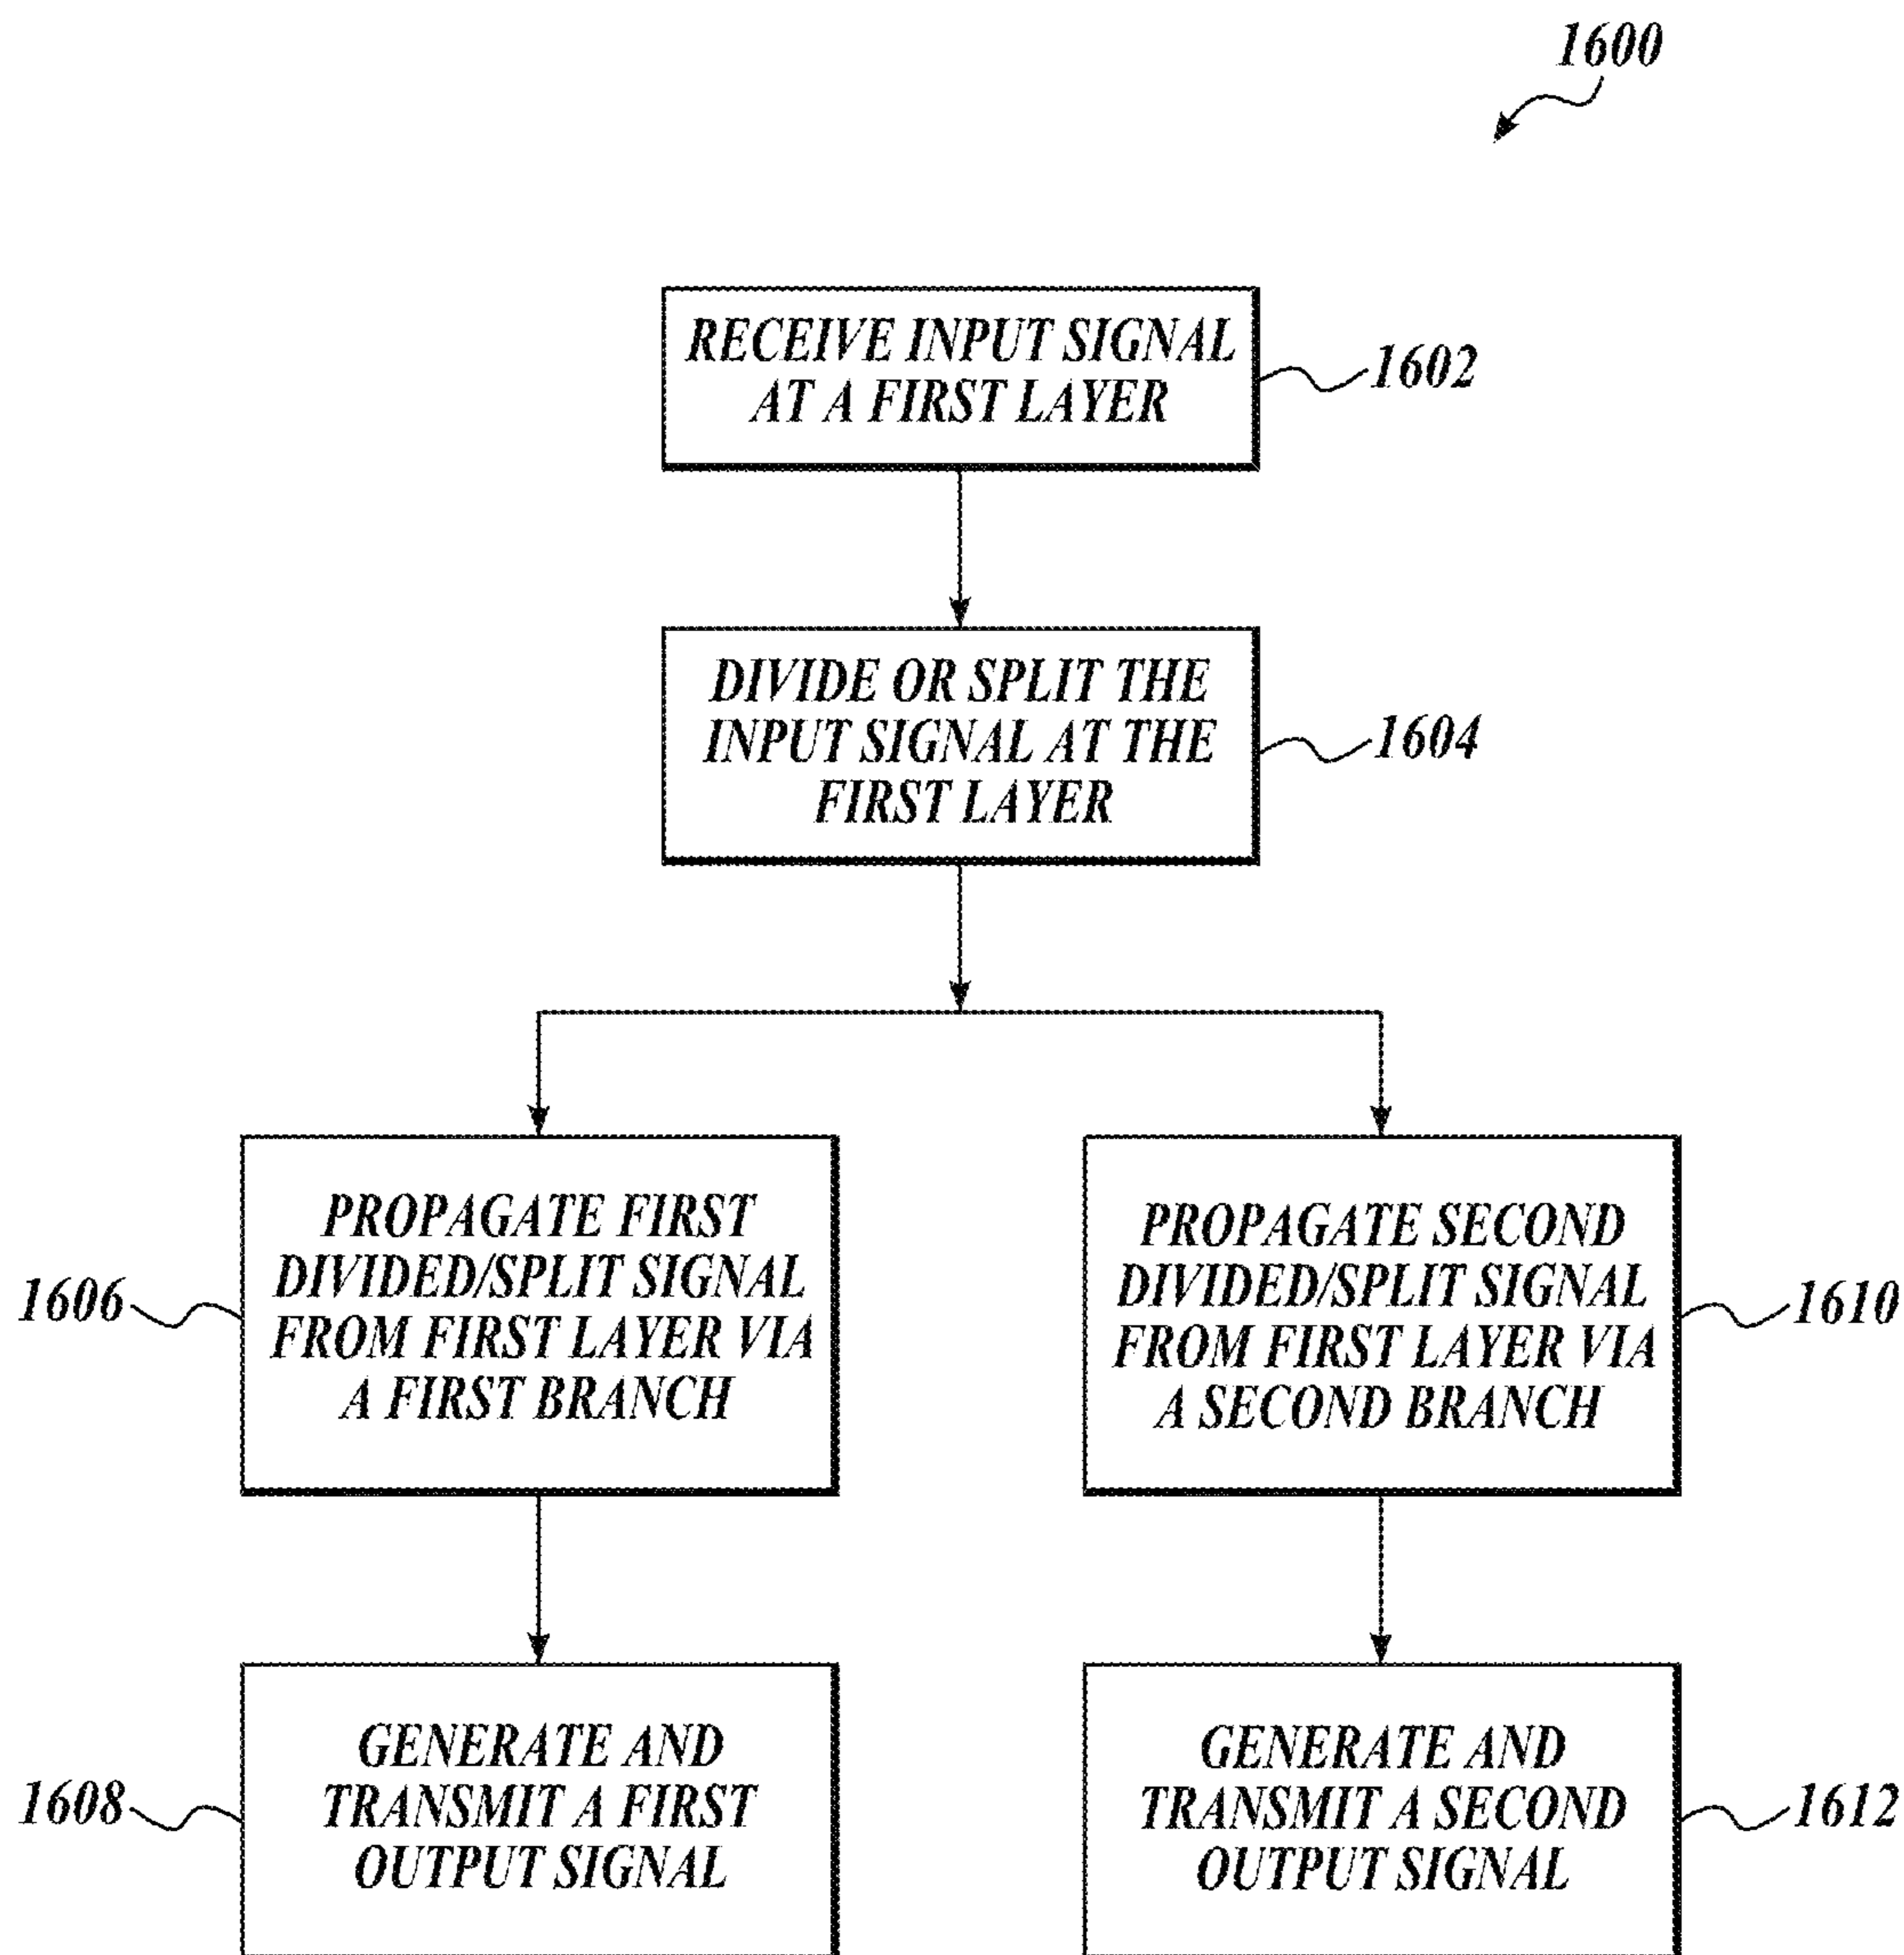 1600
RECEIVE INPUT SIGNAL
AT A FIRST LAYER
1602
DIVIDE OR SPLIT THE
INPUT SIGNAL AT THE
FIRST LAYER
1604
PROPAGATE FIRST
DIVIDED/SPLIT SIGNAL
FROM FIRST LAYER VIA
A FIRST BRANCH
1606
PROPAGATE SECOND
DIVIDED/SPLIT SIGNAL
FROM FIRST LAYER VIA
A SECOND BRANCH
1610
GENERATE AND
TRANSMIT A FIRST
OUTPUT SIGNAL
1608
GENERATE AND
TRANSMIT A SECOND
OUTPUT SIGNAL
1612